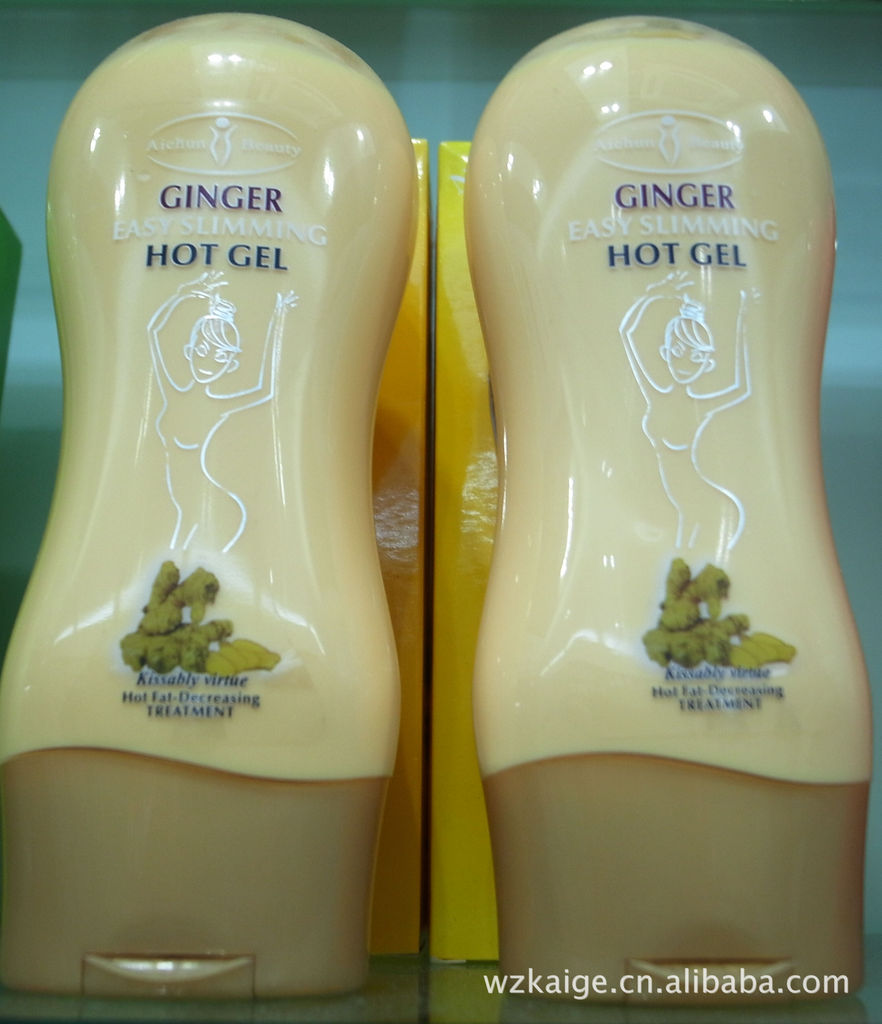 Aichun Beauty
GINGER
EASY SLIMMING
HOT GEL
Kissably virtue
Hot Fat-Decreasing
TREATMENT
Aichun Beauty
GINGER
EASY SLIMMING
HOT GEL
Kissably virtue
Hot Fat-Decreasing
TREATMENT
wzkaige.cn.alibaba.com